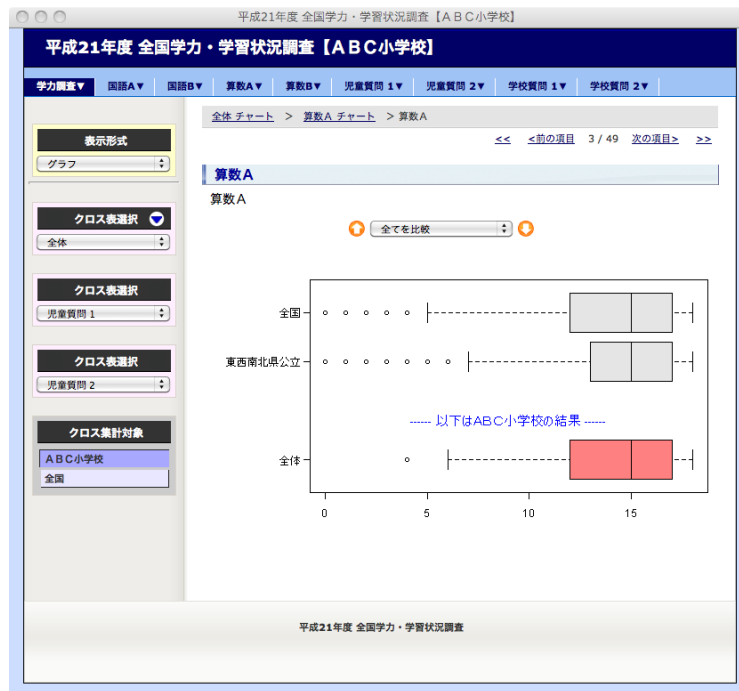 平成21年度 全国学力・学習状況調査【ＡＢＣ小学校】
平成21年度 全国学力・学習状況調査【ＡＢＣ小学校】
学力調査▼ 国語A▼ 国語B▼ 算数A▼ 算数B▼ 児童質問 1▼ 児童質問 2▼ 学校質問 1▼ 学校質問 2▼
全体 チャート > 算数A チャート > 算数A
<< <前の項目 3 / 49 次の項目> >>
表示形式
グラフ
クロス表選択
全体
クロス表選択
児童質問 1
クロス表選択
児童質問 2
クロス集計対象
ＡＢＣ小学校
全国
算数A
算数A
全てを比較
全国
東西南北県公立
------ 以下はABC小学校の結果 ------
全体
0 5 10 15
平成21年度 全国学力・学習状況調査